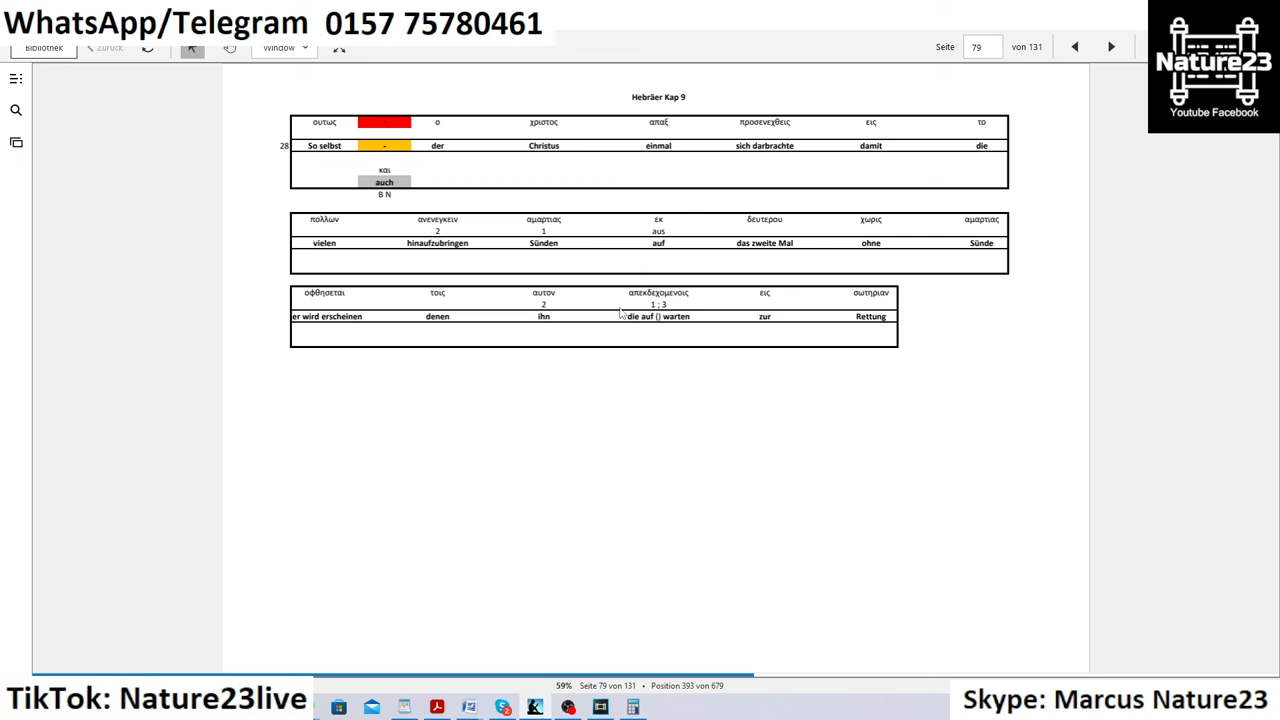 WhatsApp/Telegram 0157 75780461
Bibliothek Zurück Window Seite 79 von 131
Nature23
Youtube Facebook
Hebräer Kap 9
ουτως ο χριστος απαξ προσενεχθεις εις το
28 So selbst - der Christus einmal sich darbrachte damit die
και
auch
B N
πολλων ανενεγκειν αμαρτιας εκ δευτερου χωρις αμαρτιας
2 1 aus
vielen hinaufzubringen Sünden auf das zweite Mal ohne Sünde
οφθησεται τοις αυτον απεκδεχομενοις εις σωτηριαν
2 1 ; 3
er wird erscheinen denen ihn die auf () warten zur Rettung
59% Seite 79 von 131 • Position 393 von 679
TikTok: Nature23live
Skype: Marcus Nature23